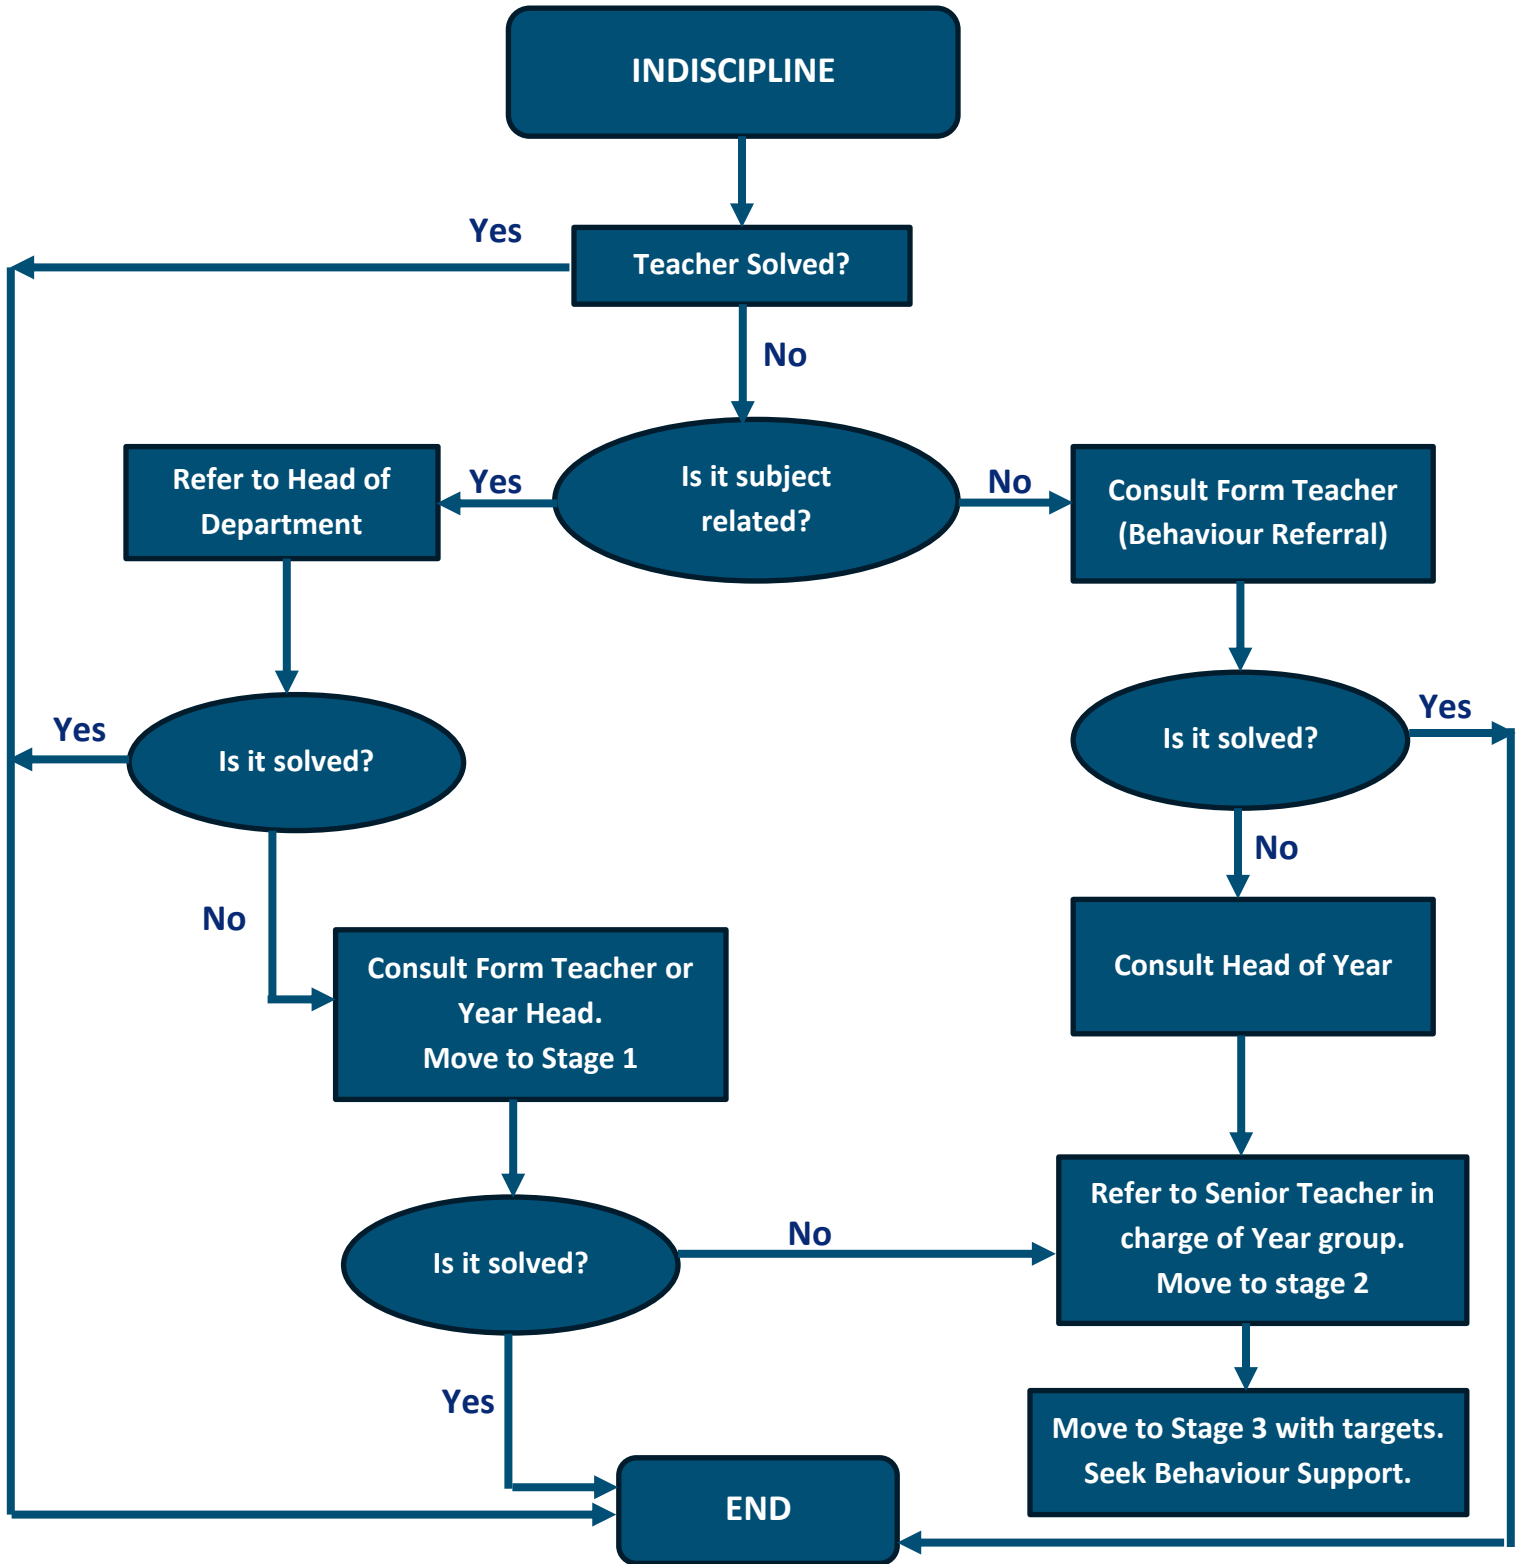 INDISCIPLINE
Yes
Teacher Solved?
No
Refer to Head of
Department
Yes
Is it subject
related?
No
Consult Form Teacher
(Behaviour Referral)
Yes
Is it solved?
Is it solved?
Yes
No
No
Consult Form Teacher or
Year Head.
Move to Stage 1
Consult Head of Year
Is it solved?
No
Refer to Senior Teacher in
charge of Year group.
Move to stage 2
Yes
Move to Stage 3 with targets.
Seek Behaviour Support.
END